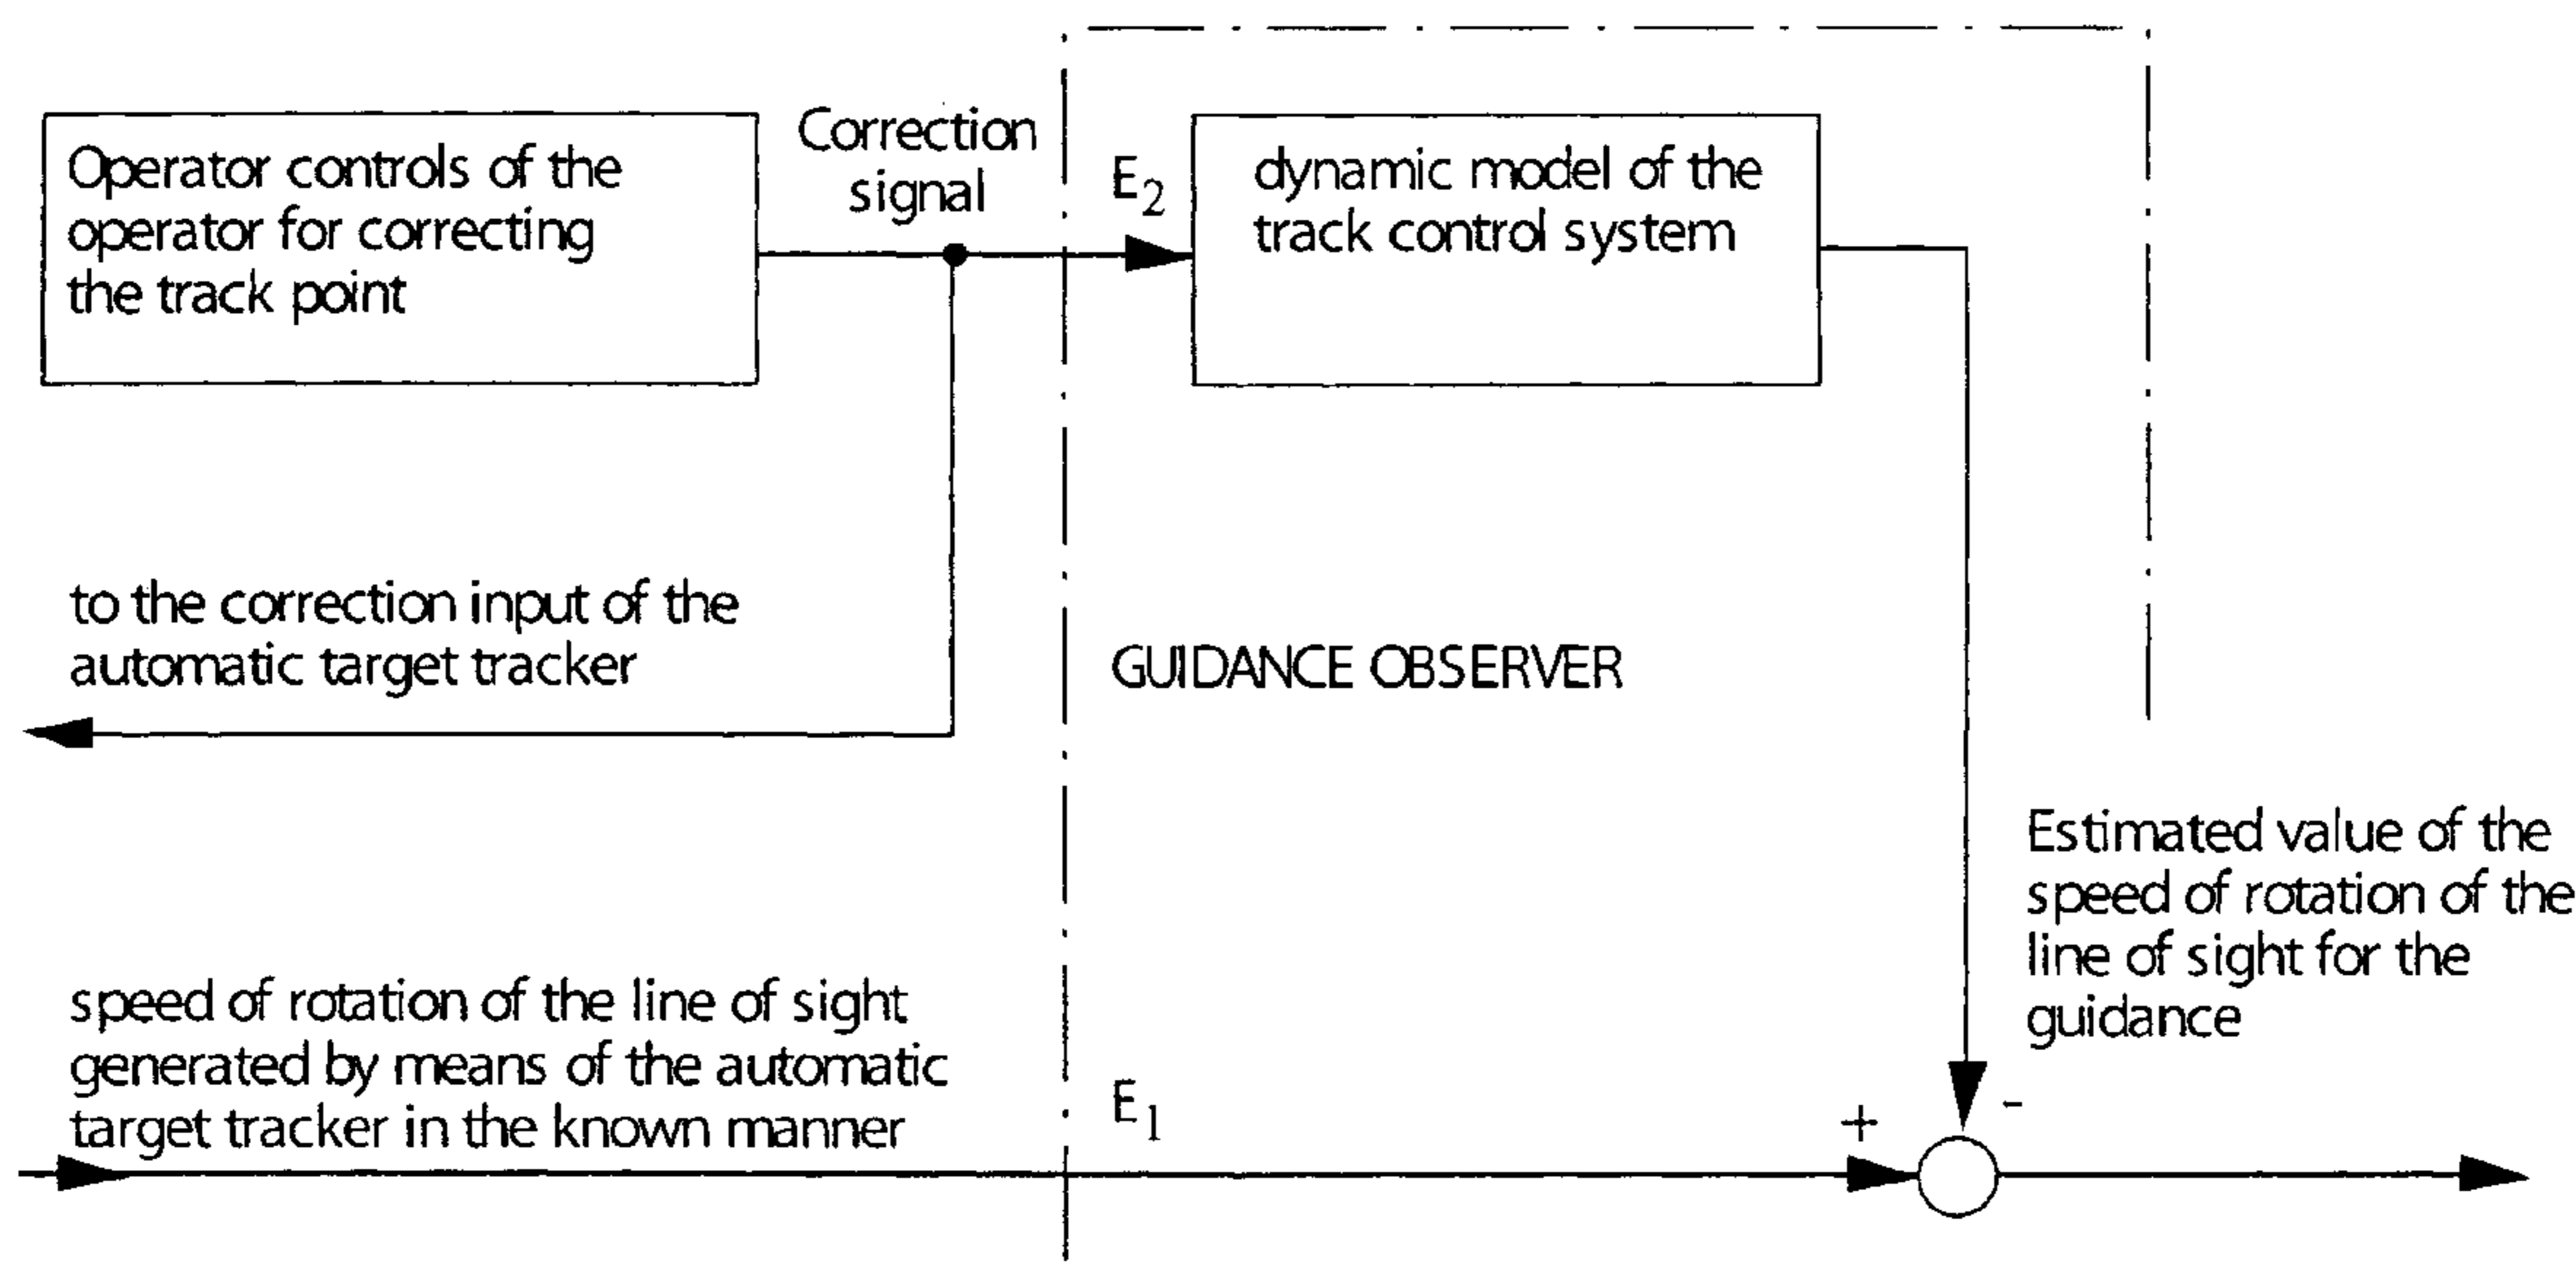 Operator controls of the
operator for correcting
the track point
Correction
signal
E2
dynamic model of the
track control system
to the correction input of the
automatic target tracker
GUIDANCE OBSERVER
Estimated value of the
speed of rotation of the
line of sight for the
guidance
speed of rotation of the line of sight
generated by means of the automatic
target tracker in the known manner
E1
+
-